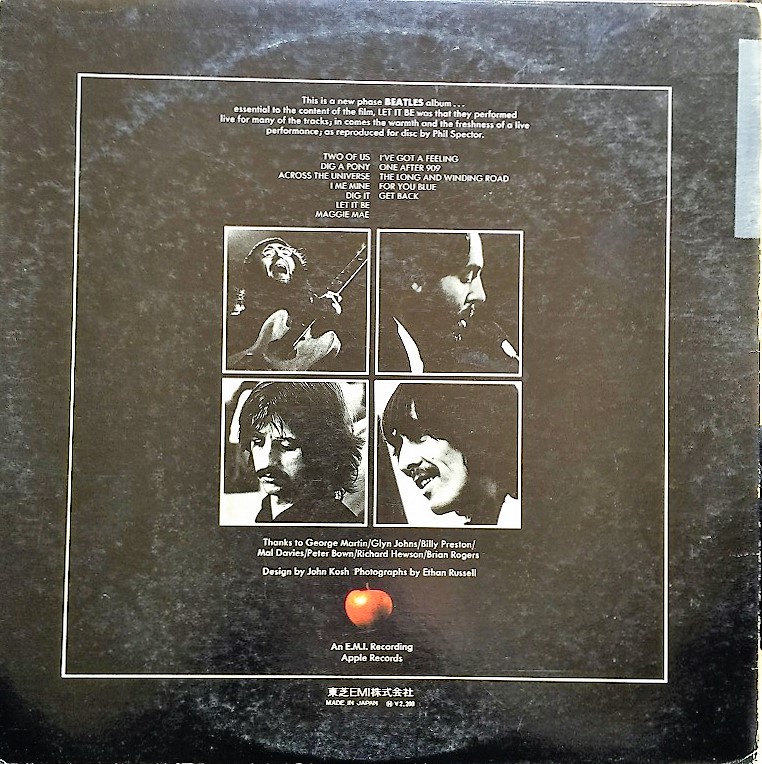 This is a new phase BEATLES album . . .
essential to the content of the film, LET IT BE was that they performed
live for many of the tracks; in comes the warmth and the freshness of a live
performance; as reproduced for disc by Phil Spector.
TWO OF US
DIG A PONY
ACROSS THE UNIVERSE
I ME MINE
DIG IT
LET IT BE
MAGGIE MAE
I'VE GOT A FEELING
ONE AFTER 909
THE LONG AND WINDING ROAD
FOR YOU BLUE
GET BACK
Thanks to George Martin/Glyn Johns/Billy Preston/
Mal Davies/Peter Bown/Richard Hewson/Brian Rogers
Design by John Kosh Photographs by Ethan Russell
An E.M.I. Recording
Apple Records
東芝EMI株式会社
MADE IN JAPAN Ⓗ ¥2,200